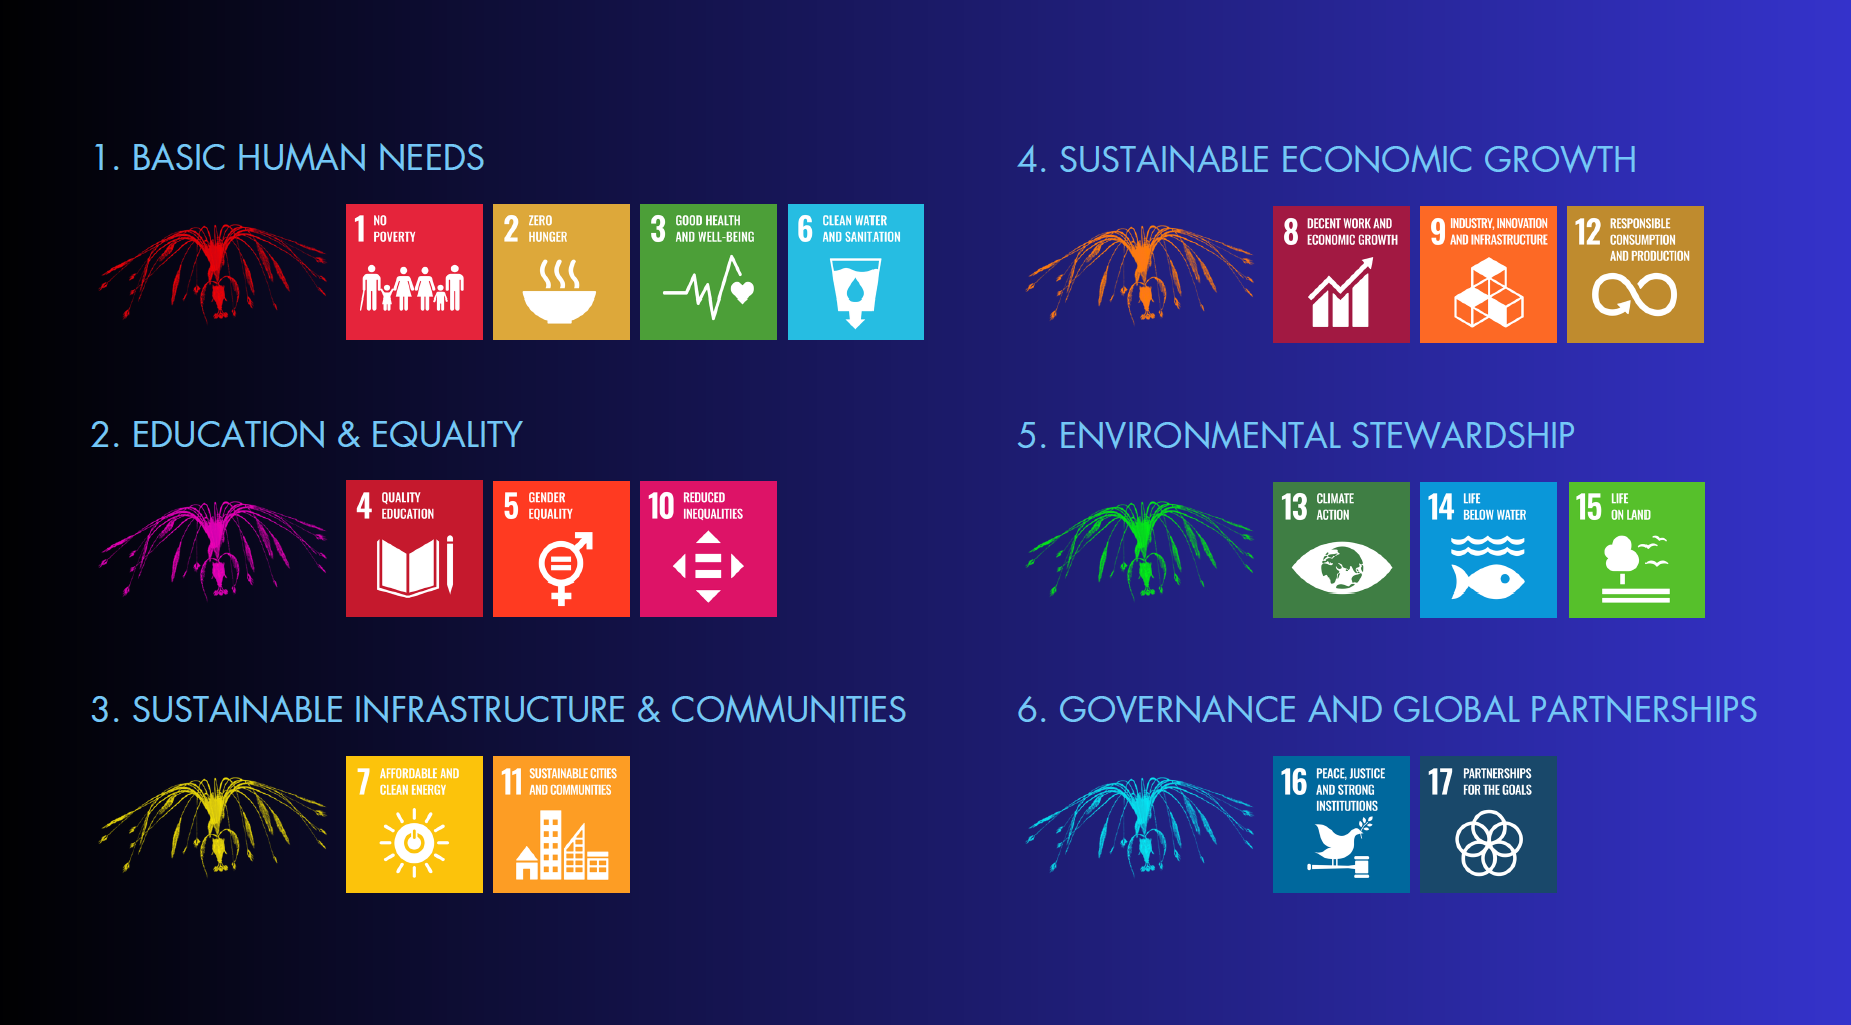 1. BASIC HUMAN NEEDS
1 NO
POVERTY
2 ZERO
HUNGER
3 GOOD HEALTH
AND WELL-BEING
6 CLEAN WATER
AND SANITATION
2. EDUCATION & EQUALITY
4 QUALITY
EDUCATION
5 GENDER
EQUALITY
10 REDUCED
INEQUALITIES
3. SUSTAINABLE INFRASTRUCTURE & COMMUNITIES
7 AFFORDABLE AND
CLEAN ENERGY
11 SUSTAINABLE CITIES
AND COMMUNITIES
4. SUSTAINABLE ECONOMIC GROWTH
8 DECENT WORK AND
ECONOMIC GROWTH
9 INDUSTRY, INNOVATION
AND INFRASTRUCTURE
12 RESPONSIBLE
CONSUMPTION
AND PRODUCTION
5. ENVIRONMENTAL STEWARDSHIP
13 CLIMATE
ACTION
14 LIFE
BELOW WATER
15 LIFE
ON LAND
6. GOVERNANCE AND GLOBAL PARTNERSHIPS
16 PEACE, JUSTICE
AND STRONG
INSTITUTIONS
17 PARTNERSHIPS
FOR THE GOALS